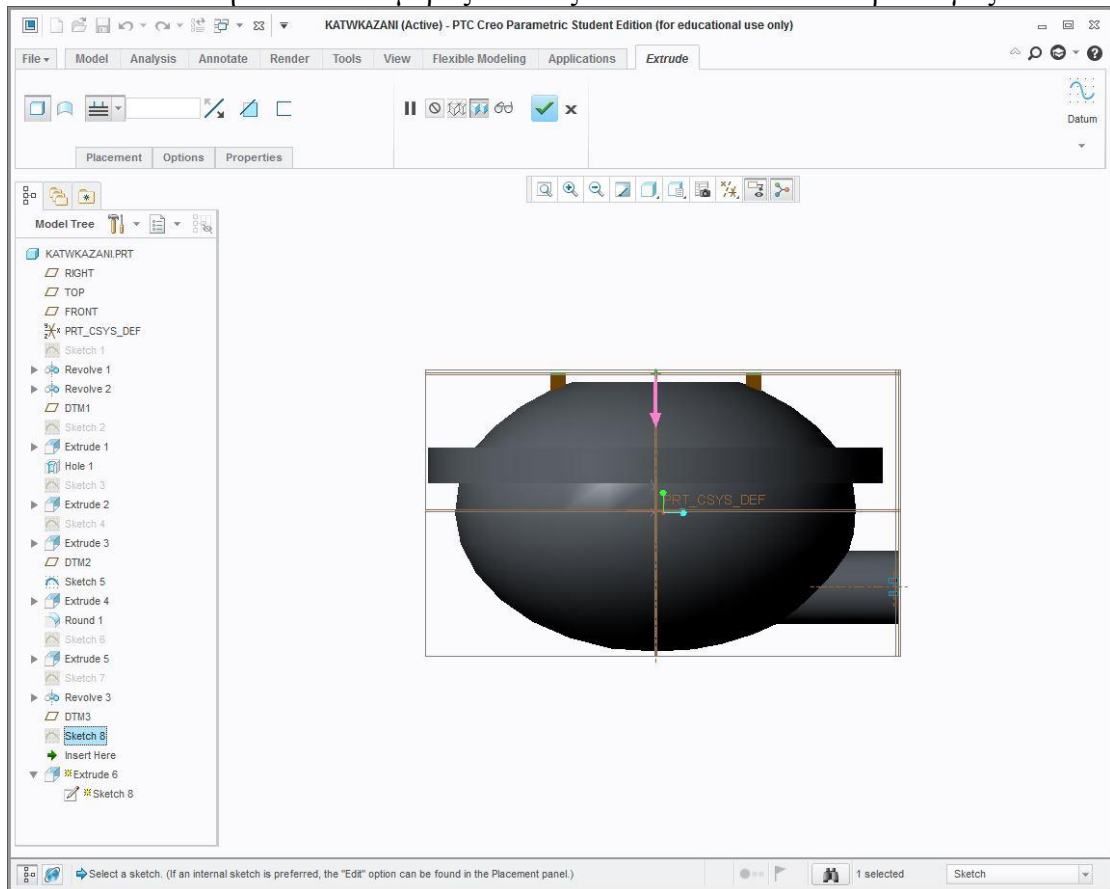 KATWKAZANI (Active) - PTC Creo Parametric Student Edition (for educational use only)
File Model Analysis Annotate Render Tools View Flexible Modeling Applications Extrude
Datum
Placement Options Properties
Model Tree
KATWKAZANI.PRT
RIGHT
TOP
FRONT
PRT_CSYS_DEF
Sketch 1
Revolve 1
Revolve 2
DTM1
Sketch 2
Extrude 1
Hole 1
Sketch 3
Extrude 2
Sketch 4
Extrude 3
DTM2
Sketch 5
Extrude 4
Round 1
Sketch 6
Extrude 5
Sketch 7
Revolve 3
DTM3
Sketch 8
Insert Here
Extrude 6
Sketch 8
PRT_CSYS_DEF
Select a sketch. (If an internal sketch is preferred, the "Edit" option can be found in the Placement panel.)
1 selected
Sketch